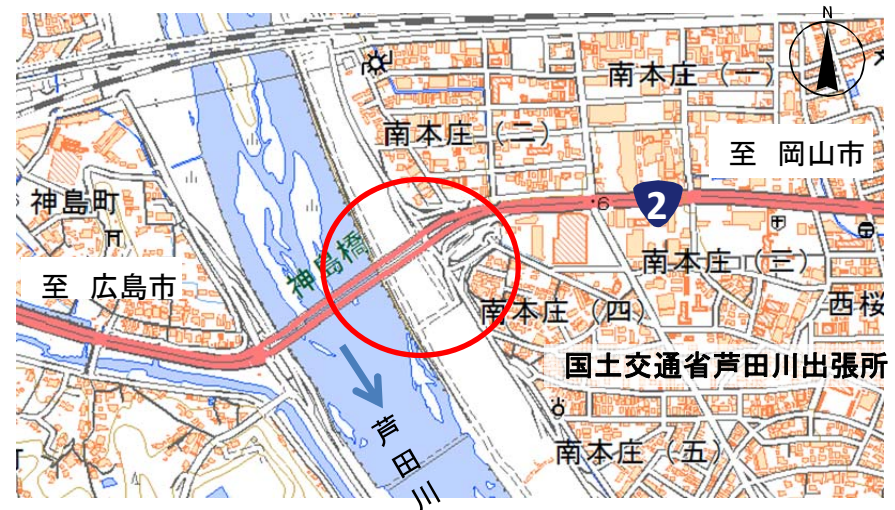 N
南本庄（一）
南本庄（二）
至 岡山市
神島町
2
・6
神島橋
南本庄（三）
至 広島市
南本庄（四）
西桜
国土交通省芦田川出張所
芦田川
南本庄（五）
町